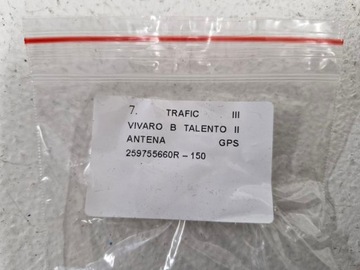 7. TRAFIC III
VIVARO B TALENTO II
ANTENA GPS
259755660R – 150